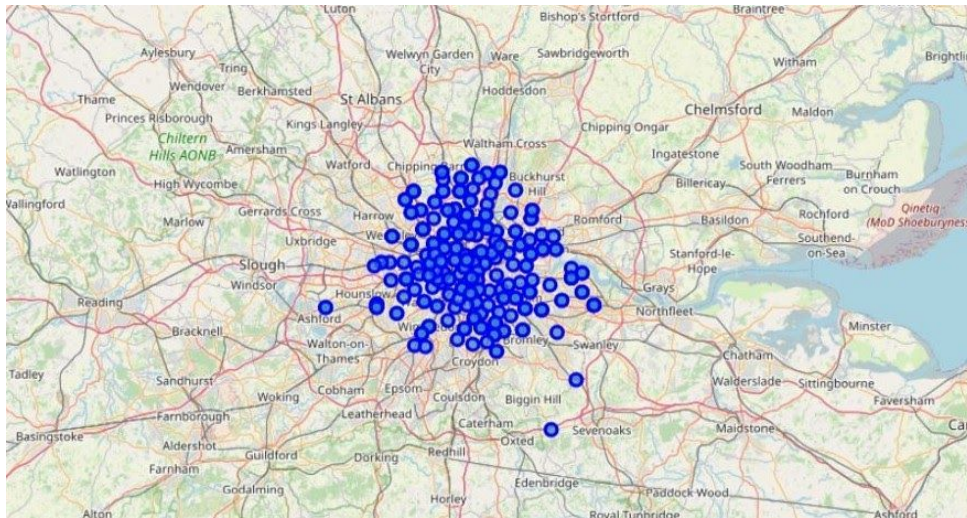 Luton
Bishop's Stortford
Braintree
Aylesbury
Tring
Welwyn Garden
City
Ware
Sawbridgeworth
Witham
Brightlin
Wendover
Berkhamsted
Hoddesdon
Thame
St Albans
Chelmsford
Maldon
Princes Risborough
Kings Langley
Chipping Ongar
Chiltern
Hills AONB
Amersham
Waltham Cross
Ingatestone
Watford
Chipping
Buckhurst
Hill
South Woodham
Ferrers
Burnham
on Crouch
Watlington
High Wycombe
Billericay
Wallingford
Marlow
Gerrards Cross
Harrow
Romford
Basildon
Rochford
Qinetiq
(MoD Shoeburyness
Uxbridge
Southend-
on-Sea
Slough
Stanford-le-
Hope
Windsor
Reading
Hounslow
Grays
Ashford
Northfleet
Bracknell
Walton-on-
Thames
Bromley
Swanley
Minster
Croydon
Chatham
Tadley
Sandhurst
Cobham
Epsom
Coulsdon
Biggin Hill
Walderslade
Sittingbourne
Woking
Leatherhead
Faversham
Farnborough
Caterham
Oxted
Sevenoaks
Maidstone
Basingstoke
Aldershot
Guildford
Dorking
Redhill
Farnham
Edenbridge
Godalming
Horley
Paddock Wood
Alton
Royal Tunbridge
Ashford